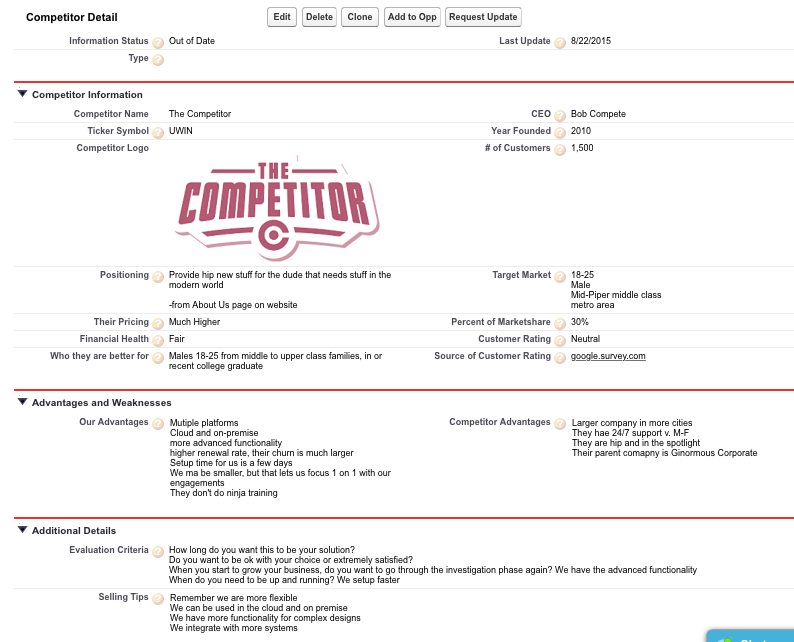 Competitor Detail
Edit Delete Clone Add to Opp Request Update
Information Status ? Out of Date Last Update ? 8/22/2015
Type ?
Competitor Information
Competitor Name The Competitor CEO ? Bob Compete
Ticker Symbol ? UWIN Year Founded ? 2010
Competitor Logo # of Customers ? 1,500
THE
COMPETITOR
Positioning ? Provide hip new stuff for the dude that needs stuff in the
modern world
-from About Us page on website
Target Market ? 18-25
Male
Mid-Piper middle class
metro area
Their Pricing ? Much Higher Percent of Marketshare ? 30%
Financial Health ? Fair Customer Rating ? Neutral
Who they are better for ? Males 18-25 from middle to upper class families, in or
recent college graduate
Source of Customer Rating ? google.survey.com
Advantages and Weaknesses
Our Advantages ? Mutiple platforms
Cloud and on-premise
more advanced functionality
higher renewal rate, their churn is much larger
Setup time for us is a few days
We ma be smaller, but that lets us focus 1 on 1 with our
engagements
They don't do ninja training
Competitor Advantages ? Larger company in more cities
They hae 24/7 support v. M-F
They are hip and in the spotlight
Their parent comapny is Ginormous Corporate
Additional Details
Evaluation Criteria ? How long do you want this to be your solution?
Do you want to be ok with your choice or extremely satisfied?
When you start to grow your business, do you want to go through the investigation phase again? We have the advanced functionality
When do you need to be up and running? We setup faster
Selling Tips ? Remember we are more flexible
We can be used in the cloud and on premise
We have more functionality for complex designs
We integrate with more systems